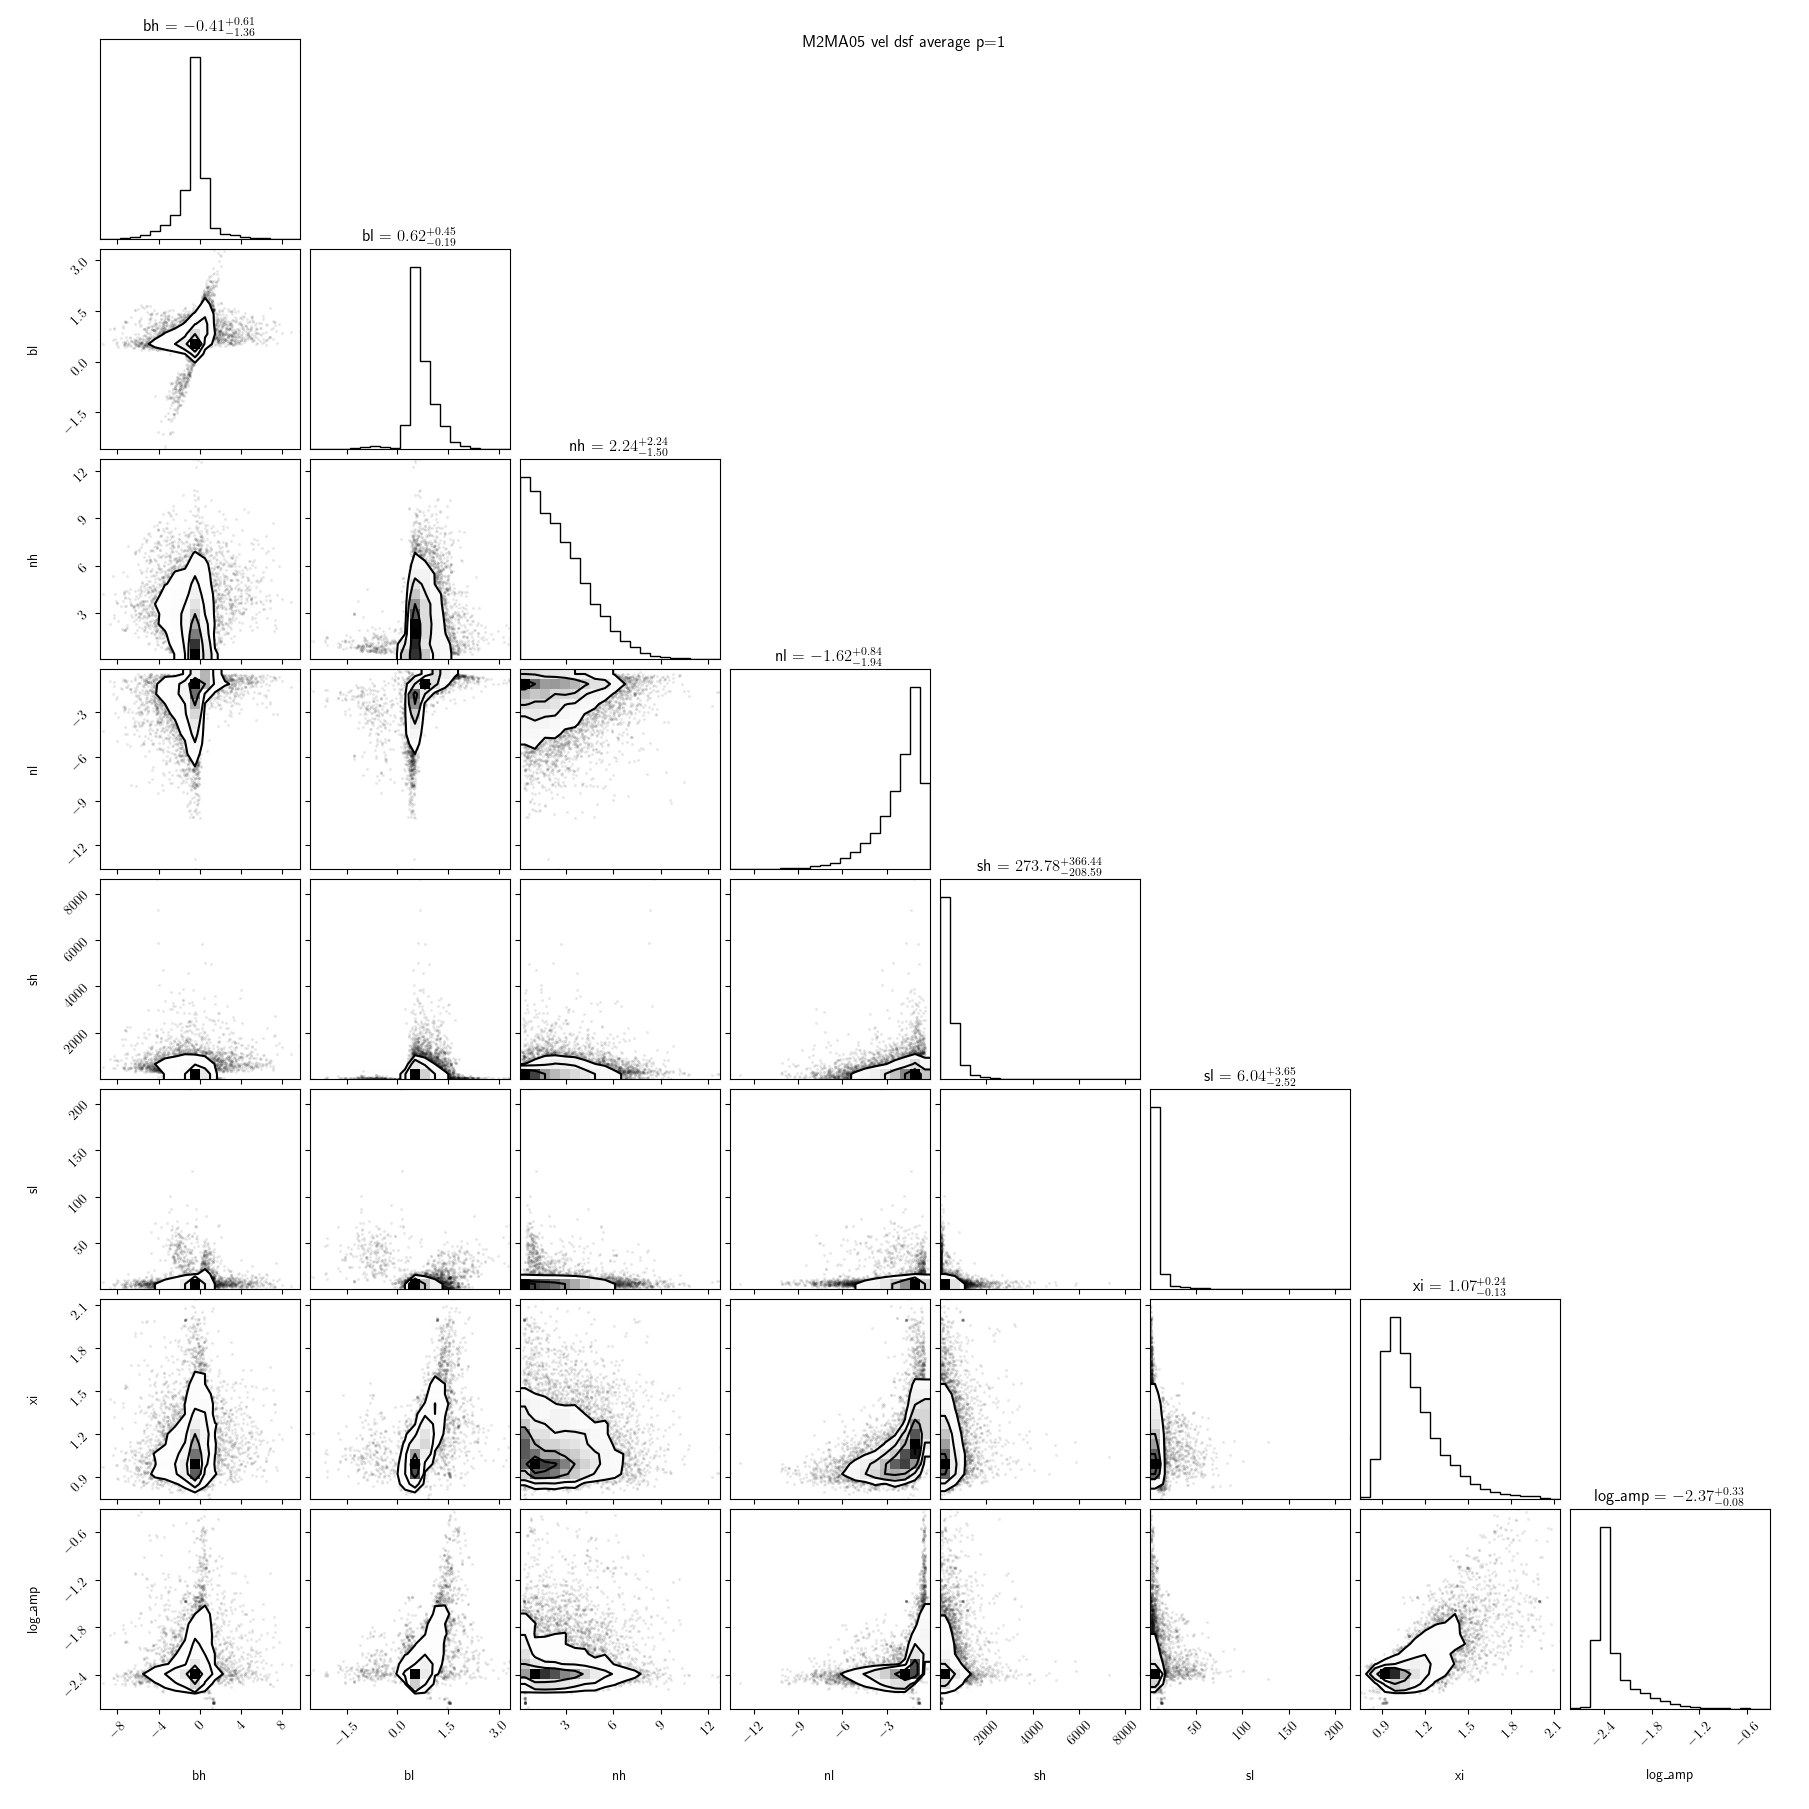 bh = −0.41+0.61−1.36
M2MA05 vel dsf average p=1
bl = 0.62+0.45−0.19
bl
3.0
1.5
0.0
−1.5
nh = 2.24+2.24−1.50
nh
12
9
6
3
nl = −1.62+0.84−1.94
nl
−3
−6
−9
−12
sh = 273.78+366.44−208.59
sh
8000
6000
4000
2000
sl = 6.04+3.65−2.52
sl
200
150
100
50
xi = 1.07+0.24−0.13
xi
2.1
1.8
1.5
1.2
0.9
log_amp = −2.37+0.33−0.08
log_amp
−0.6
−1.2
−1.8
−2.4
−8 −4 0 4 8 −1.5 0.0 1.5 3.0 3 6 9 12 −12 −9 −6 −3 2000 4000 6000 8000 50 100 150 200 0.9 1.2 1.5 1.8 2.1 −2.4 −1.8 −1.2 −0.6
bh bl nh nl sh sl xi log_amp